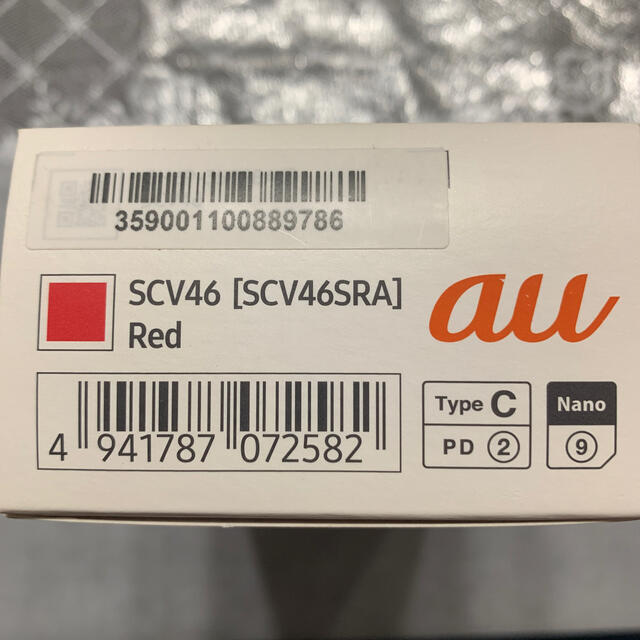 359001100889786
SCV46 [SCV46SRA]
Red
au
4 941787 072582
Type C
PD 2
Nano
9